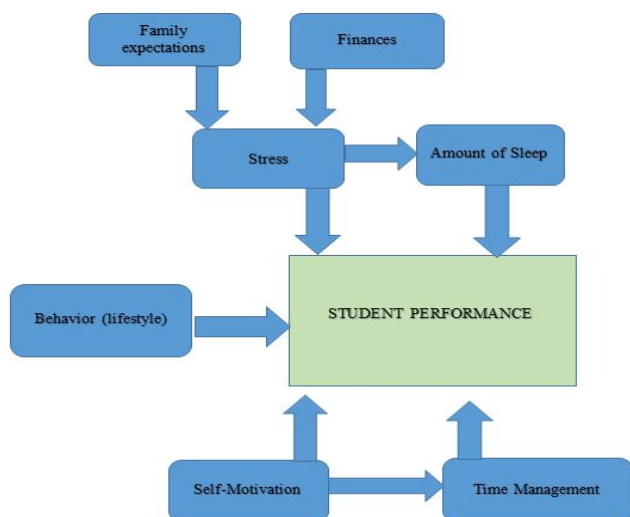 Family
expectations
Finances
Stress
Amount of Sleep
Behavior (lifestyle)
STUDENT PERFORMANCE
Self-Motivation
Time Management